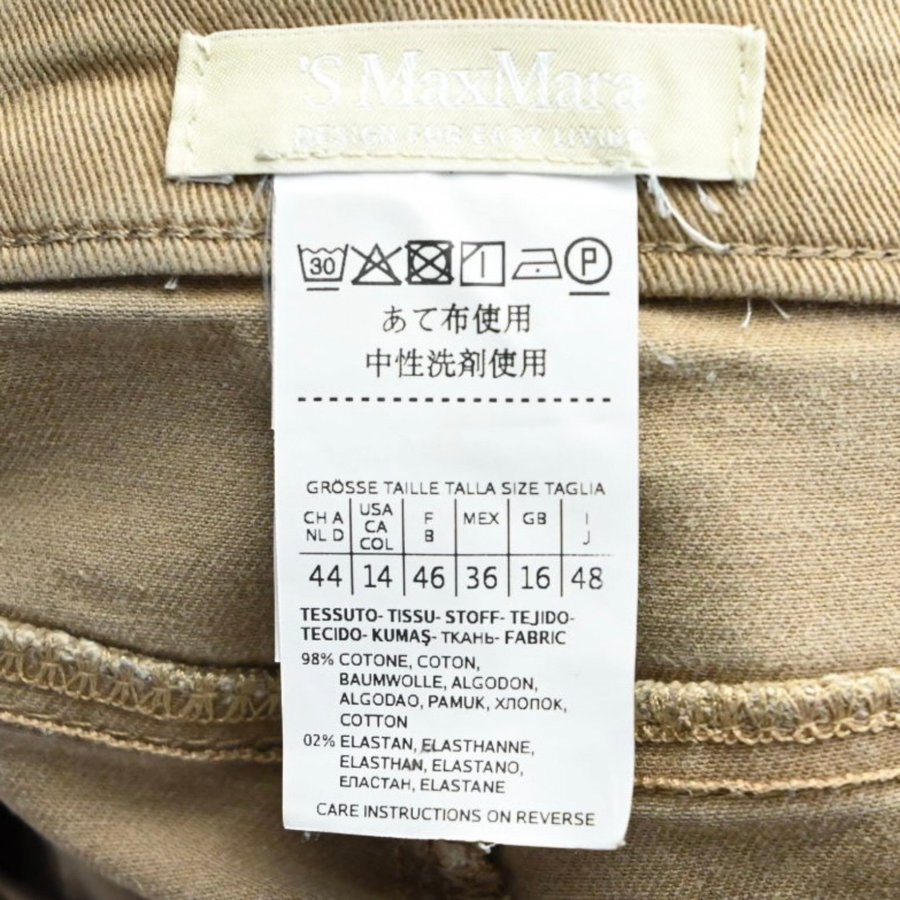 'S MaxMara
DESIGN FOR EASY LIVING
30 P
あて布使用
中性洗剤使用
GRÖSSE TAILLE TALLA SIZE TAGLIA
CH A NL D USA CA COL F B MEX GB I J
44 14 46 36 16 48
TESSUTO- TISSU- STOFF- TEJIDO-
TECIDO- KUMAŞ- ТКАНЬ- FABRIC
98% COTONE, COTON,
BAUMWOLLE, ALGODON,
ALGODAO, PAMUK, ХЛОПОК,
COTTON
02% ELASTAN, ELASTHANNE,
ELASTHAN, ELASTANO,
ЕПАСТАН, ELASTANE
CARE INSTRUCTIONS ON REVERSE